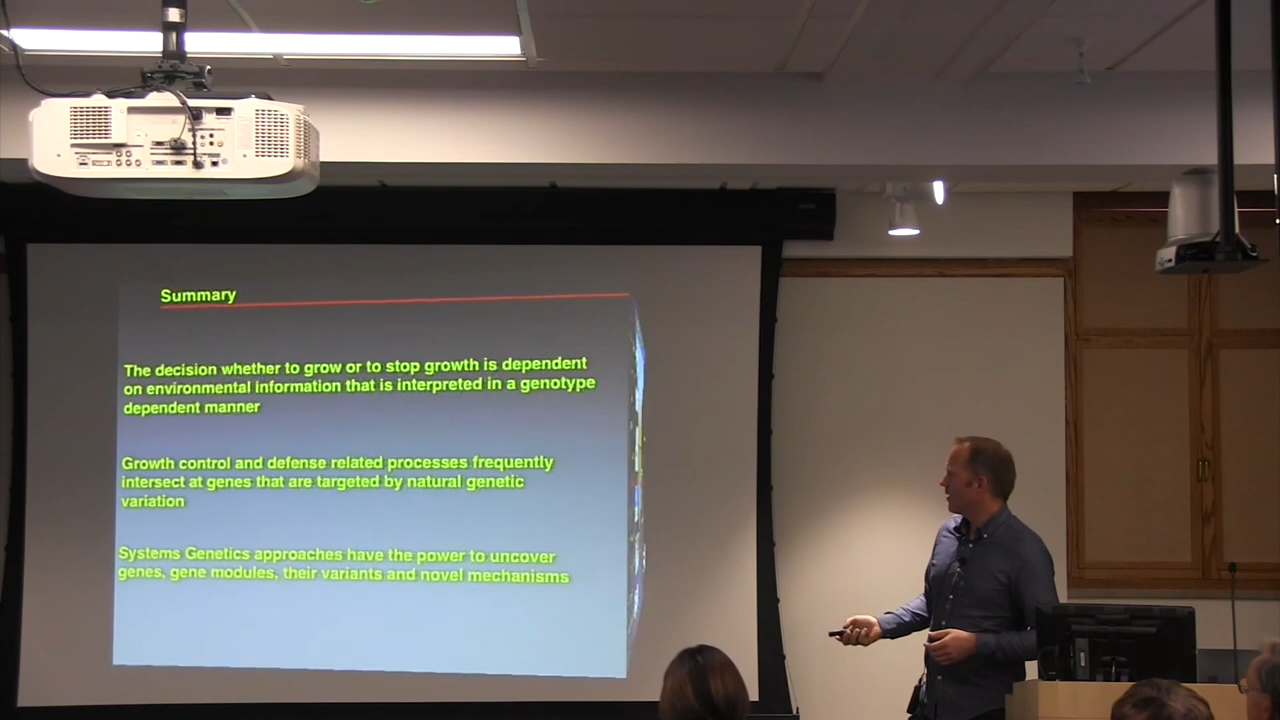 Summary
The decision whether to grow or to stop growth is dependent
on environmental information that is interpreted in a genotype
dependent manner
Growth control and defense related processes frequently
intersect at genes that are targeted by natural genetic
variation
Systems Genetics approaches have the power to uncover
genes, gene modules, their variants and novel mechanisms